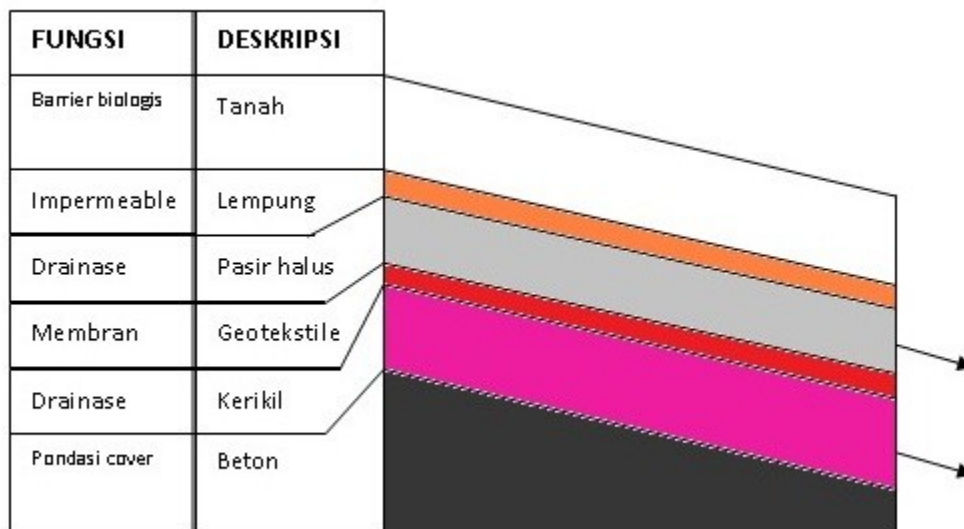 FUNGSI DESKRIPSI
Barrier biologis Tanah
Impermeable Lempung
Drainase Pasir halus
Membran Geotekstile
Drainase Kerikil
Pondasi cover Beton